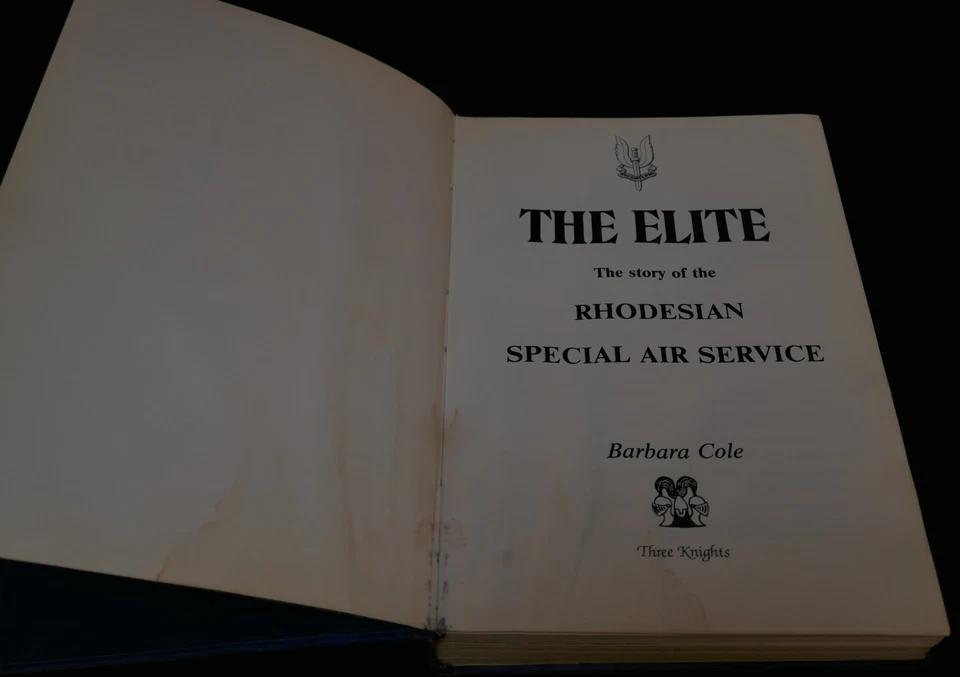 THE ELITE
The story of the
RHODESIAN
SPECIAL AIR SERVICE
Barbara Cole
Three Knights